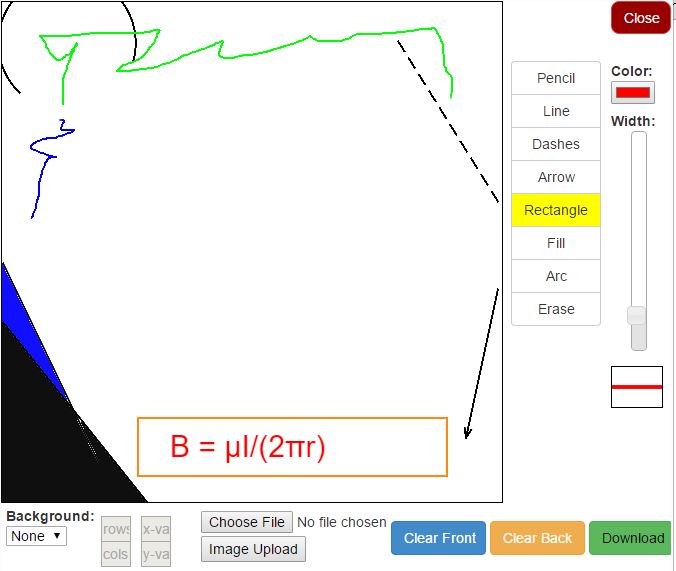 Close
Pencil
Line
Dashes
Arrow
Rectangle
Fill
Arc
Erase
Color:
Width:
B = μI/(2πr)
Background:
None
rows
x-va
cols
y-va
Choose File No file chosen
Image Upload
Clear Front
Clear Back
Download